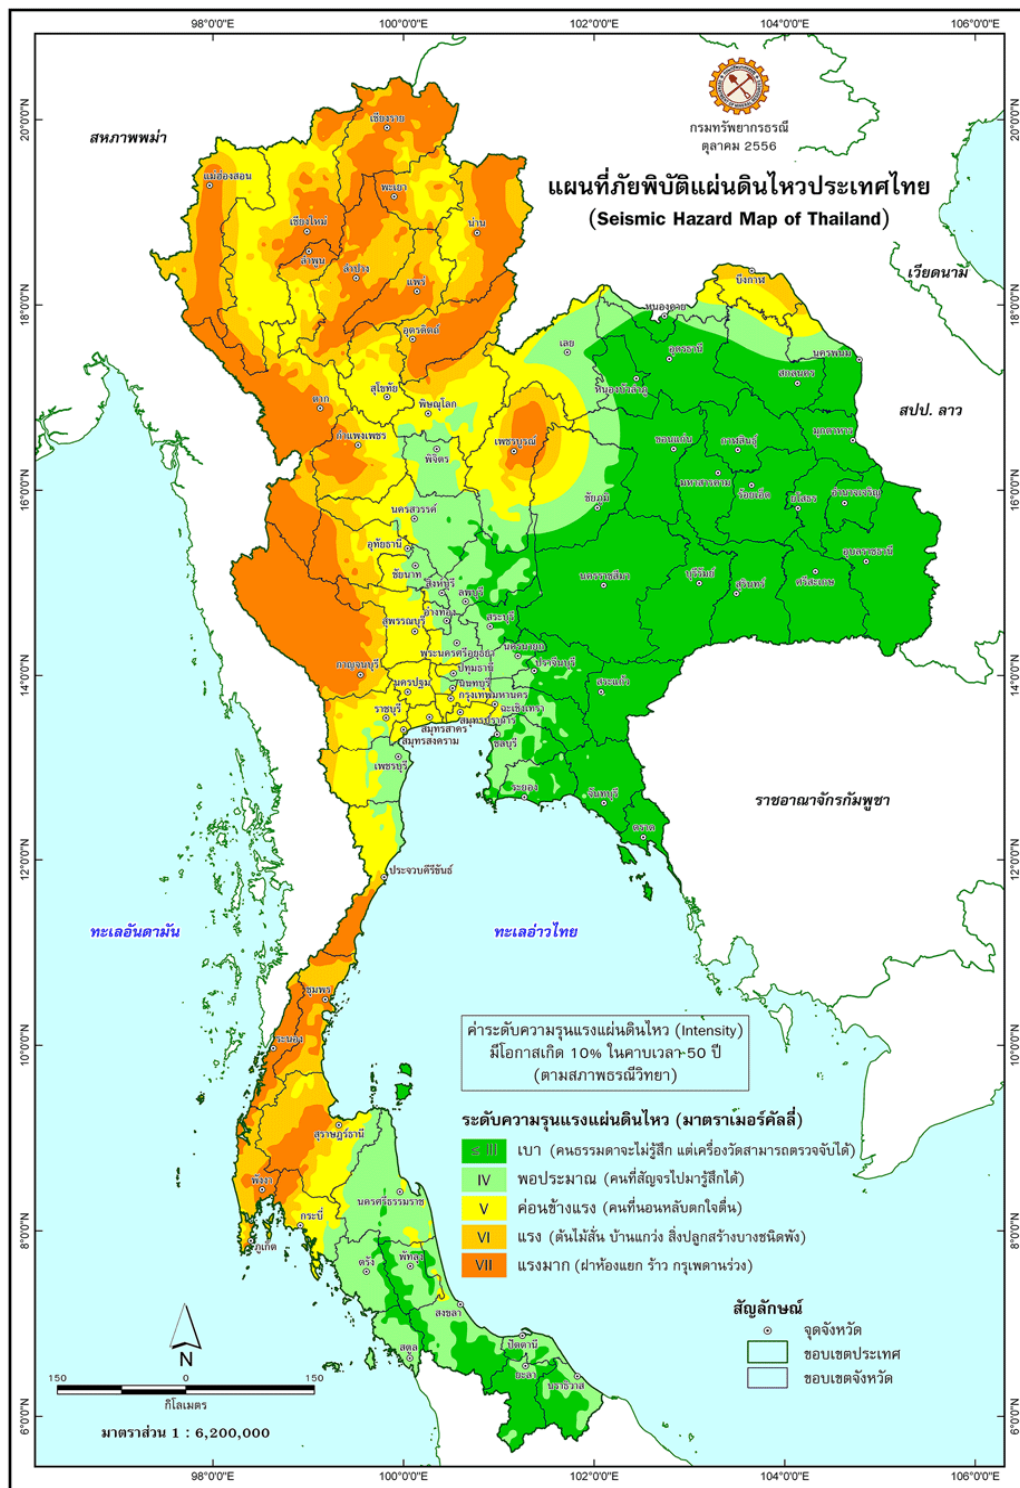 98°0'0"E 100°0'0"E 102°0'0"E 104°0'0"E 106°0'0"E
20°0'0"N
18°0'0"N
16°0'0"N
14°0'0"N
12°0'0"N
10°0'0"N
8°0'0"N
6°0'0"N
กรมทรัพยากรธรณี
ตุลาคม 2556
แผนที่ภัยพิบัติแผ่นดินไหวประเทศไทย
(Seismic Hazard Map of Thailand)
สหภาพพม่า
เวียดนาม
สปป. ลาว
ราชอาณาจักรกัมพูชา
ทะเลอันดามัน
ทะเลอ่าวไทย
เชียงราย
แม่ฮ่องสอน
พะเยา
เชียงใหม่
น่าน
ลำพูน
ลำปาง
แพร่
อุตรดิตถ์
บึงกาฬ
หนองคาย
เลย
อุดรธานี
นครพนม
สกลนคร
หนองบัวลำภู
สุโขทัย
ตาก
พิษณุโลก
กำแพงเพชร
พิจิตร
เพชรบูรณ์
ขอนแก่น
กาฬสินธุ์
มุกดาหาร
มหาสารคาม
ร้อยเอ็ด
ยโสธร
อำนาจเจริญ
ชัยภูมิ
นครสวรรค์
อุทัยธานี
ชัยนาท
สิงห์บุรี
ลพบุรี
อ่างทอง
สุพรรณบุรี
สระบุรี
นครราชสีมา
บุรีรัมย์
สุรินทร์
ศรีสะเกษ
อุบลราชธานี
พระนครศรีอยุธยา
นครนายก
ปราจีนบุรี
ปทุมธานี
กาญจนบุรี
นครปฐม
นนทบุรี
กรุงเทพมหานคร
สระแก้ว
ฉะเชิงเทรา
ราชบุรี
สมุทรปราการ
สมุทรสาคร
สมุทรสงคราม
ชลบุรี
เพชรบุรี
ระยอง
จันทบุรี
ตราด
ประจวบคีรีขันธ์
ชุมพร
ระนอง
สุราษฎร์ธานี
พังงา
นครศรีธรรมราช
กระบี่
ภูเก็ต
ตรัง
พัทลุง
สงขลา
สตูล
ปัตตานี
ยะลา
นราธิวาส
ค่าระดับความรุนแรงแผ่นดินไหว (Intensity)
มีโอกาสเกิด 10% ในคาบเวลา 50 ปี
(ตามสภาพธรณีวิทยา)
ระดับความรุนแรงแผ่นดินไหว (มาตราเมอร์คัลลี่)
≤ III เบา (คนธรรมดาจะไม่รู้สึก แต่เครื่องวัดสามารถตรวจจับได้)
IV พอประมาณ (คนที่สัญจรไปมารู้สึกได้)
V ค่อนข้างแรง (คนที่นอนหลับตกใจตื่น)
VI แรง (ต้นไม้สั่น บ้านแกว่ง สิ่งปลูกสร้างบางชนิดพัง)
VII แรงมาก (ฝาห้องแยก ร้าว กรุเพดานร่วง)
สัญลักษณ์
จุดจังหวัด
ขอบเขตประเทศ
ขอบเขตจังหวัด
N
150 0 150
กิโลเมตร
มาตราส่วน 1 : 6,200,000
98°0'0"E 100°0'0"E 102°0'0"E 104°0'0"E 106°0'0"E
20°0'0"N
18°0'0"N
16°0'0"N
14°0'0"N
12°0'0"N
10°0'0"N
8°0'0"N
6°0'0"N